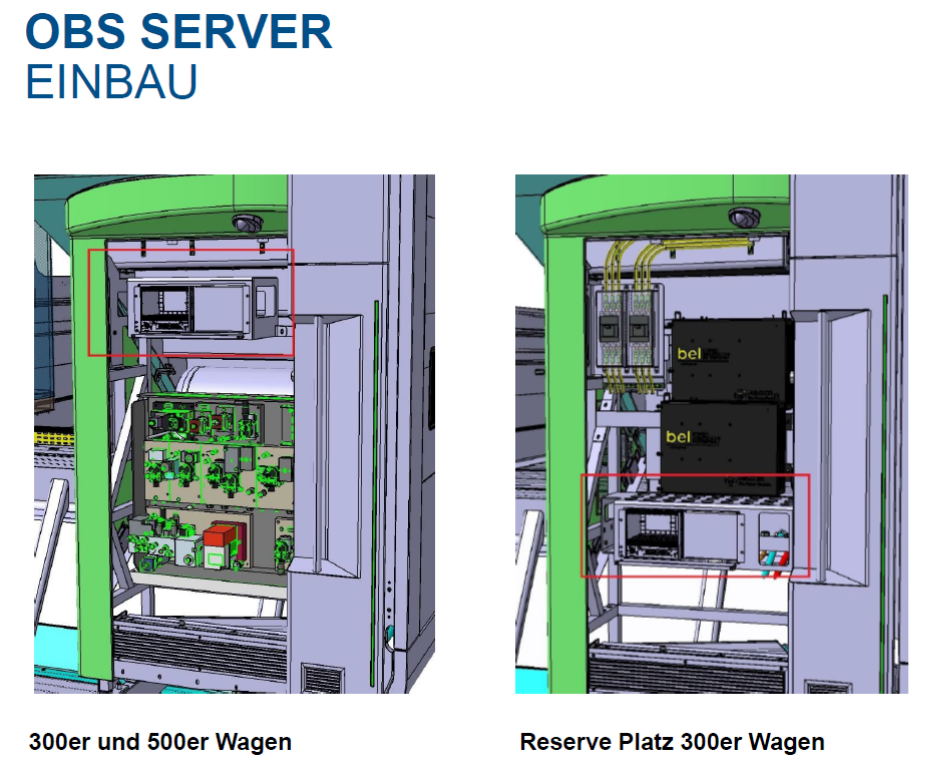 OBS SERVER
EINBAU
bel
bel
300er und 500er Wagen
Reserve Platz 300er Wagen